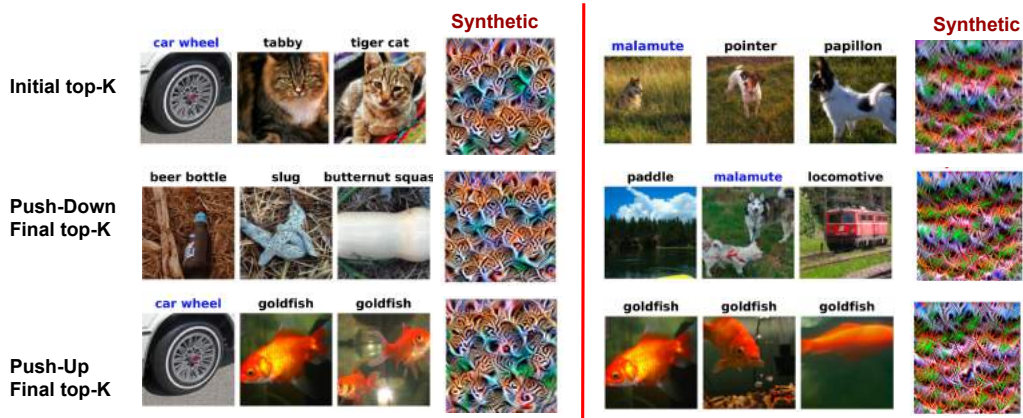 Synthetic
Synthetic
car wheel tabby tiger cat
malamute pointer papillon
Initial top-K
beer bottle slug butternut squas
paddle malamute locomotive
Push-Down
Final top-K
car wheel goldfish goldfish
goldfish goldfish goldfish
Push-Up
Final top-K